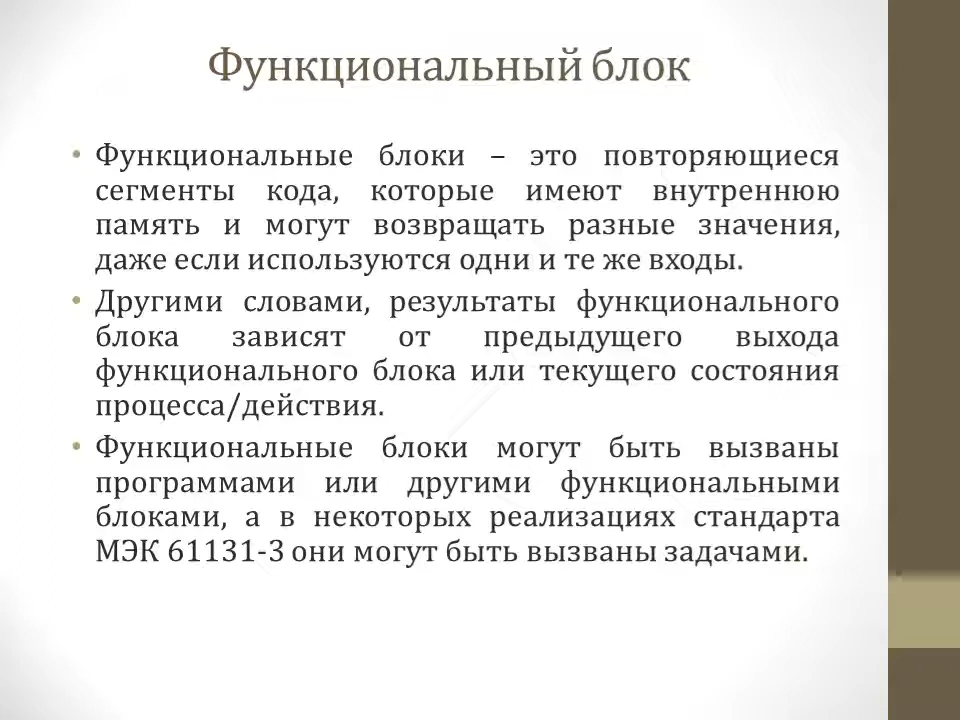 Функциональный блок
• Функциональные блоки – это повторяющиеся
сегменты кода, которые имеют внутреннюю
память и могут возвращать разные значения,
даже если используются одни и те же входы.
• Другими словами, результаты функционального
блока зависят от предыдущего выхода
функционального блока или текущего состояния
процесса/действия.
• Функциональные блоки могут быть вызваны
программами или другими функциональными
блоками, а в некоторых реализациях стандарта
МЭК 61131-3 они могут быть вызваны задачами.